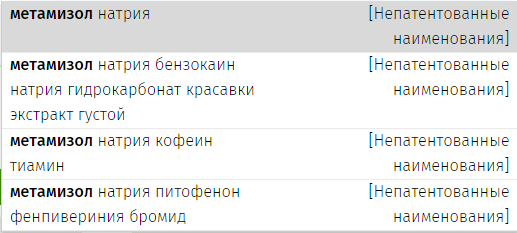 метамизол натрия [Непатентованные
наименования]
метамизол натрия бензокаин [Непатентованные
натрия гидрокарбонат красавки наименования]
экстракт густой
метамизол натрия кофеин [Непатентованные
тиамин наименования]
метамизол натрия питофенон [Непатентованные
фенпивериния бромид наименования]